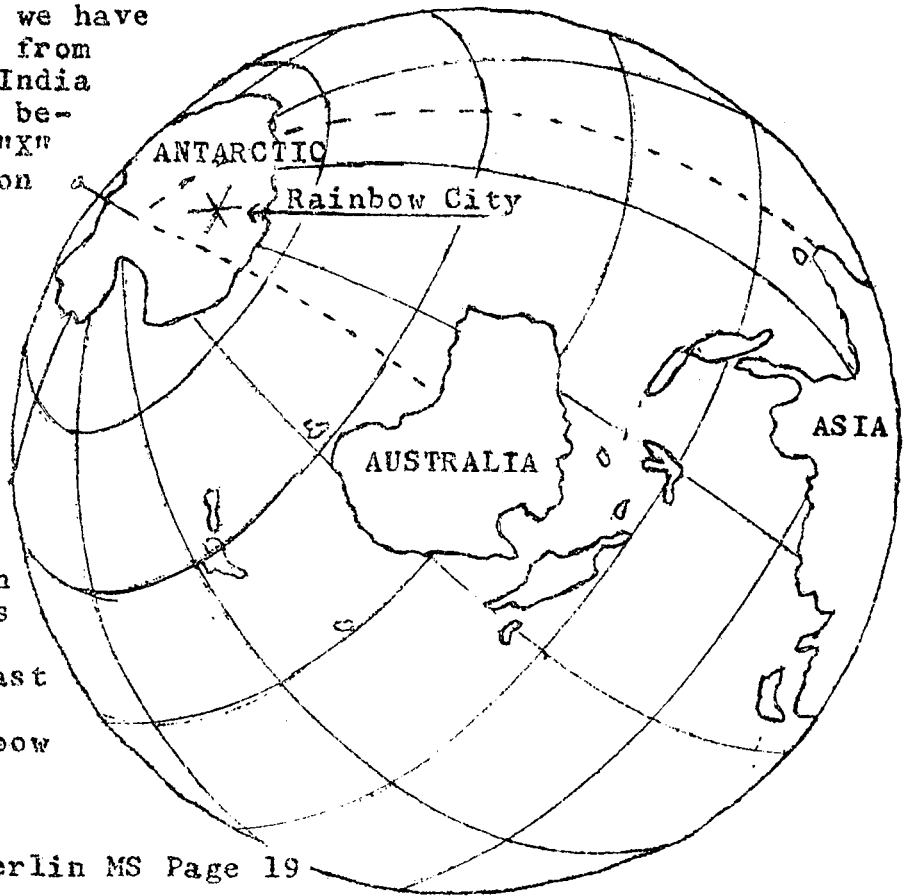 we have
from
India
be-
"X"
on
ANTARCTIC
Rainbow City
ASIA
AUSTRALIA
n
s
ast
bow
erlin MS Page 19